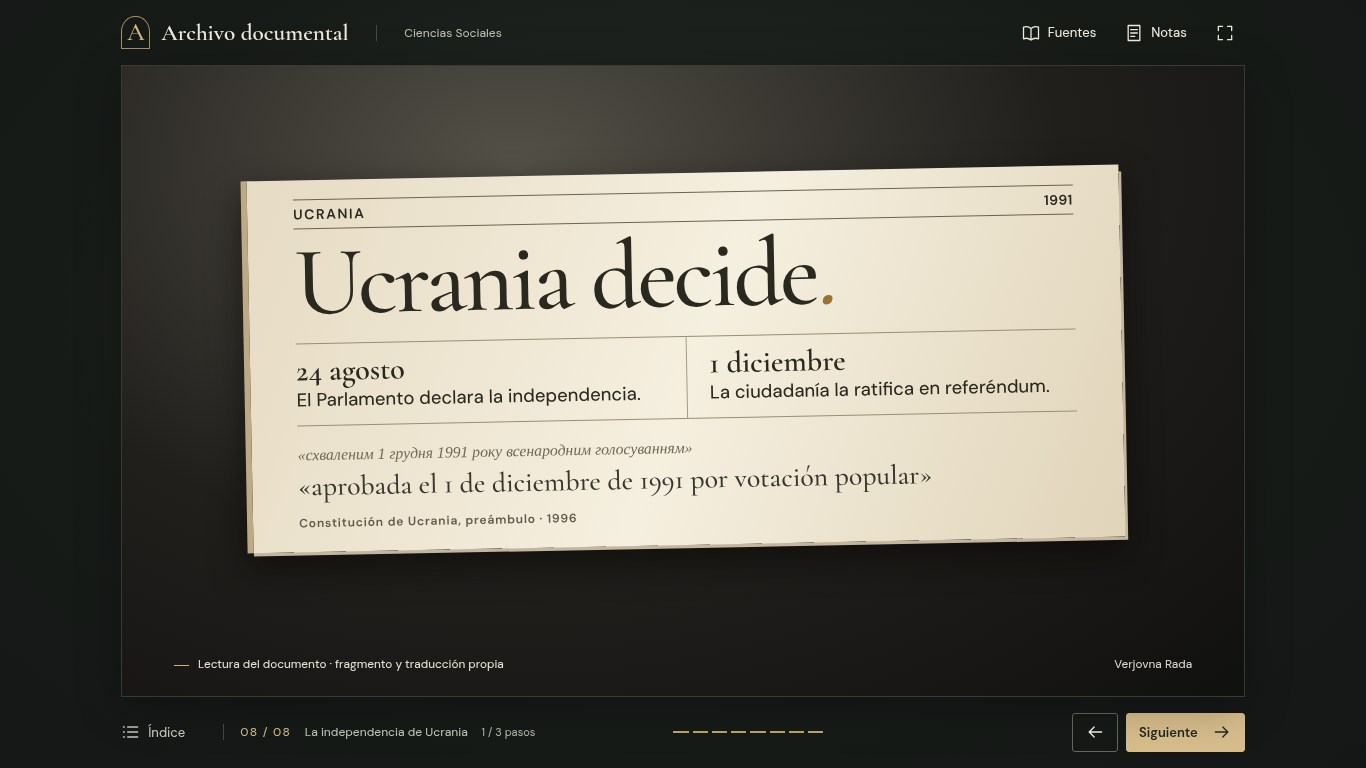 A Archivo documental
Ciencias Sociales
Fuentes
Notas
UCRANIA
1991
Ucrania decide.
24 agosto
El Parlamento declara la independencia.
1 diciembre
La ciudadanía la ratifica en referéndum.
«схваленим 1 грудня 1991 року всенародним голосуванням»
«aprobada el 1 de diciembre de 1991 por votación popular»
Constitución de Ucrania, preámbulo · 1996
Lectura del documento · fragmento y traducción propia
Verjovna Rada
Índice
08 / 08
La independencia de Ucrania
1 / 3 pasos
Siguiente